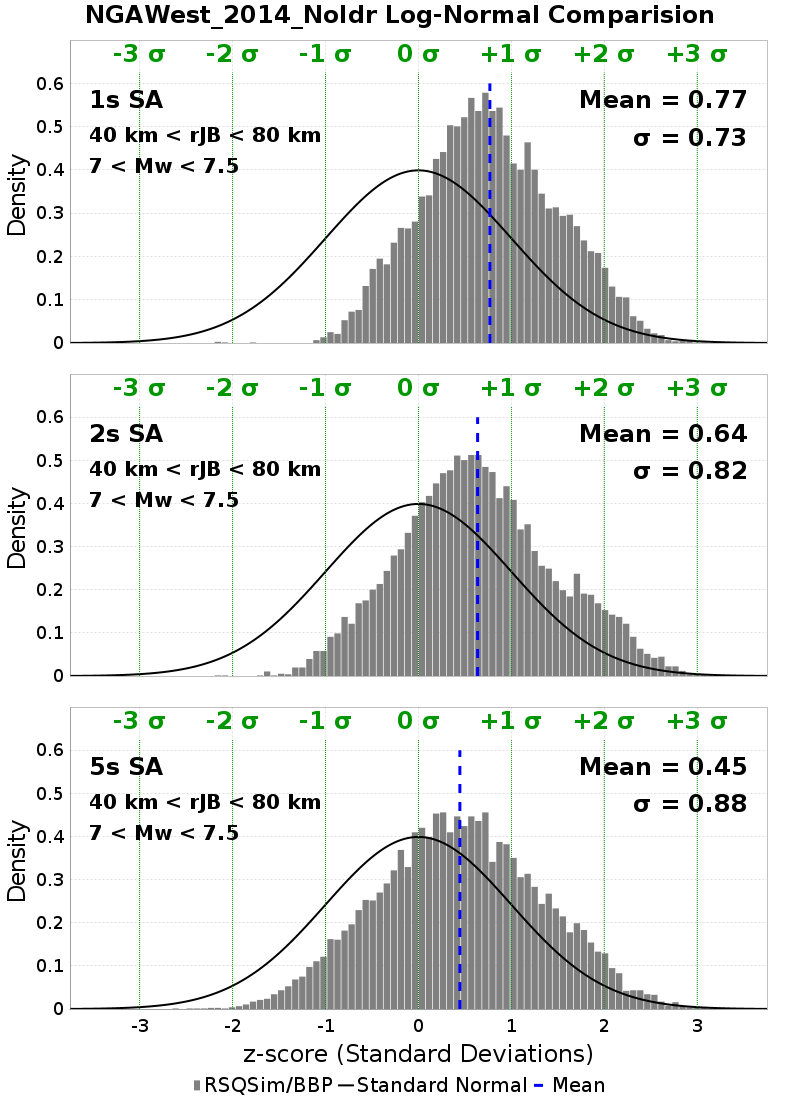 NGAWest_2014_NoIdr Log-Normal Comparision
-3 σ -2 σ -1 σ 0 σ +1 σ +2 σ +3 σ
0.6
1s SA Mean = 0.77
0.5
40 km < rJB < 80 km σ = 0.73
7 < Mw < 7.5
0.4
Density
0.3
0.2
0.1
0
-3 σ -2 σ -1 σ 0 σ +1 σ +2 σ +3 σ
0.6
2s SA Mean = 0.64
0.5
40 km < rJB < 80 km σ = 0.82
7 < Mw < 7.5
0.4
Density
0.3
0.2
0.1
0
-3 σ -2 σ -1 σ 0 σ +1 σ +2 σ +3 σ
0.6
5s SA Mean = 0.45
0.5
40 km < rJB < 80 km σ = 0.88
7 < Mw < 7.5
0.4
Density
0.3
0.2
0.1
0
-3 -2 -1 0 1 2 3
z-score (Standard Deviations)
RSQSim/BBP Standard Normal Mean